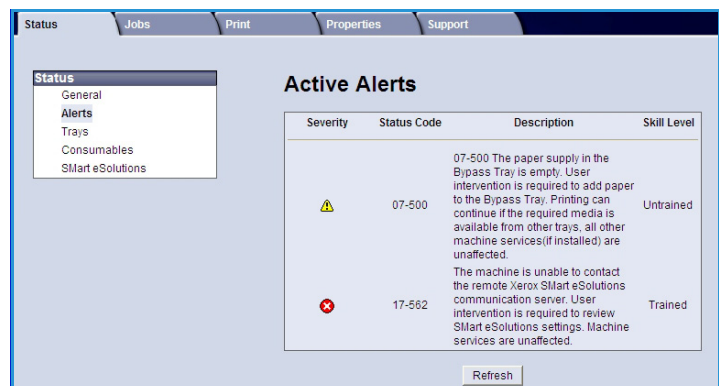 Status Jobs Print Properties Support
Status
General
Alerts
Trays
Consumables
SMart eSolutions
Active Alerts
Severity Status Code Description Skill Level
07-500 The paper supply in the
Bypass Tray is empty. User
intervention is required to add paper
to the Bypass Tray. Printing can
07-500 continue if the required media is Untrained
available from other trays, all other
machine services(if installed) are
unaffected.
The machine is unable to contact
the remote Xerox SMart eSolutions
17-562 communication server. User Trained
intervention is required to review
SMart eSolutions settings. Machine
services are unaffected.
Refresh